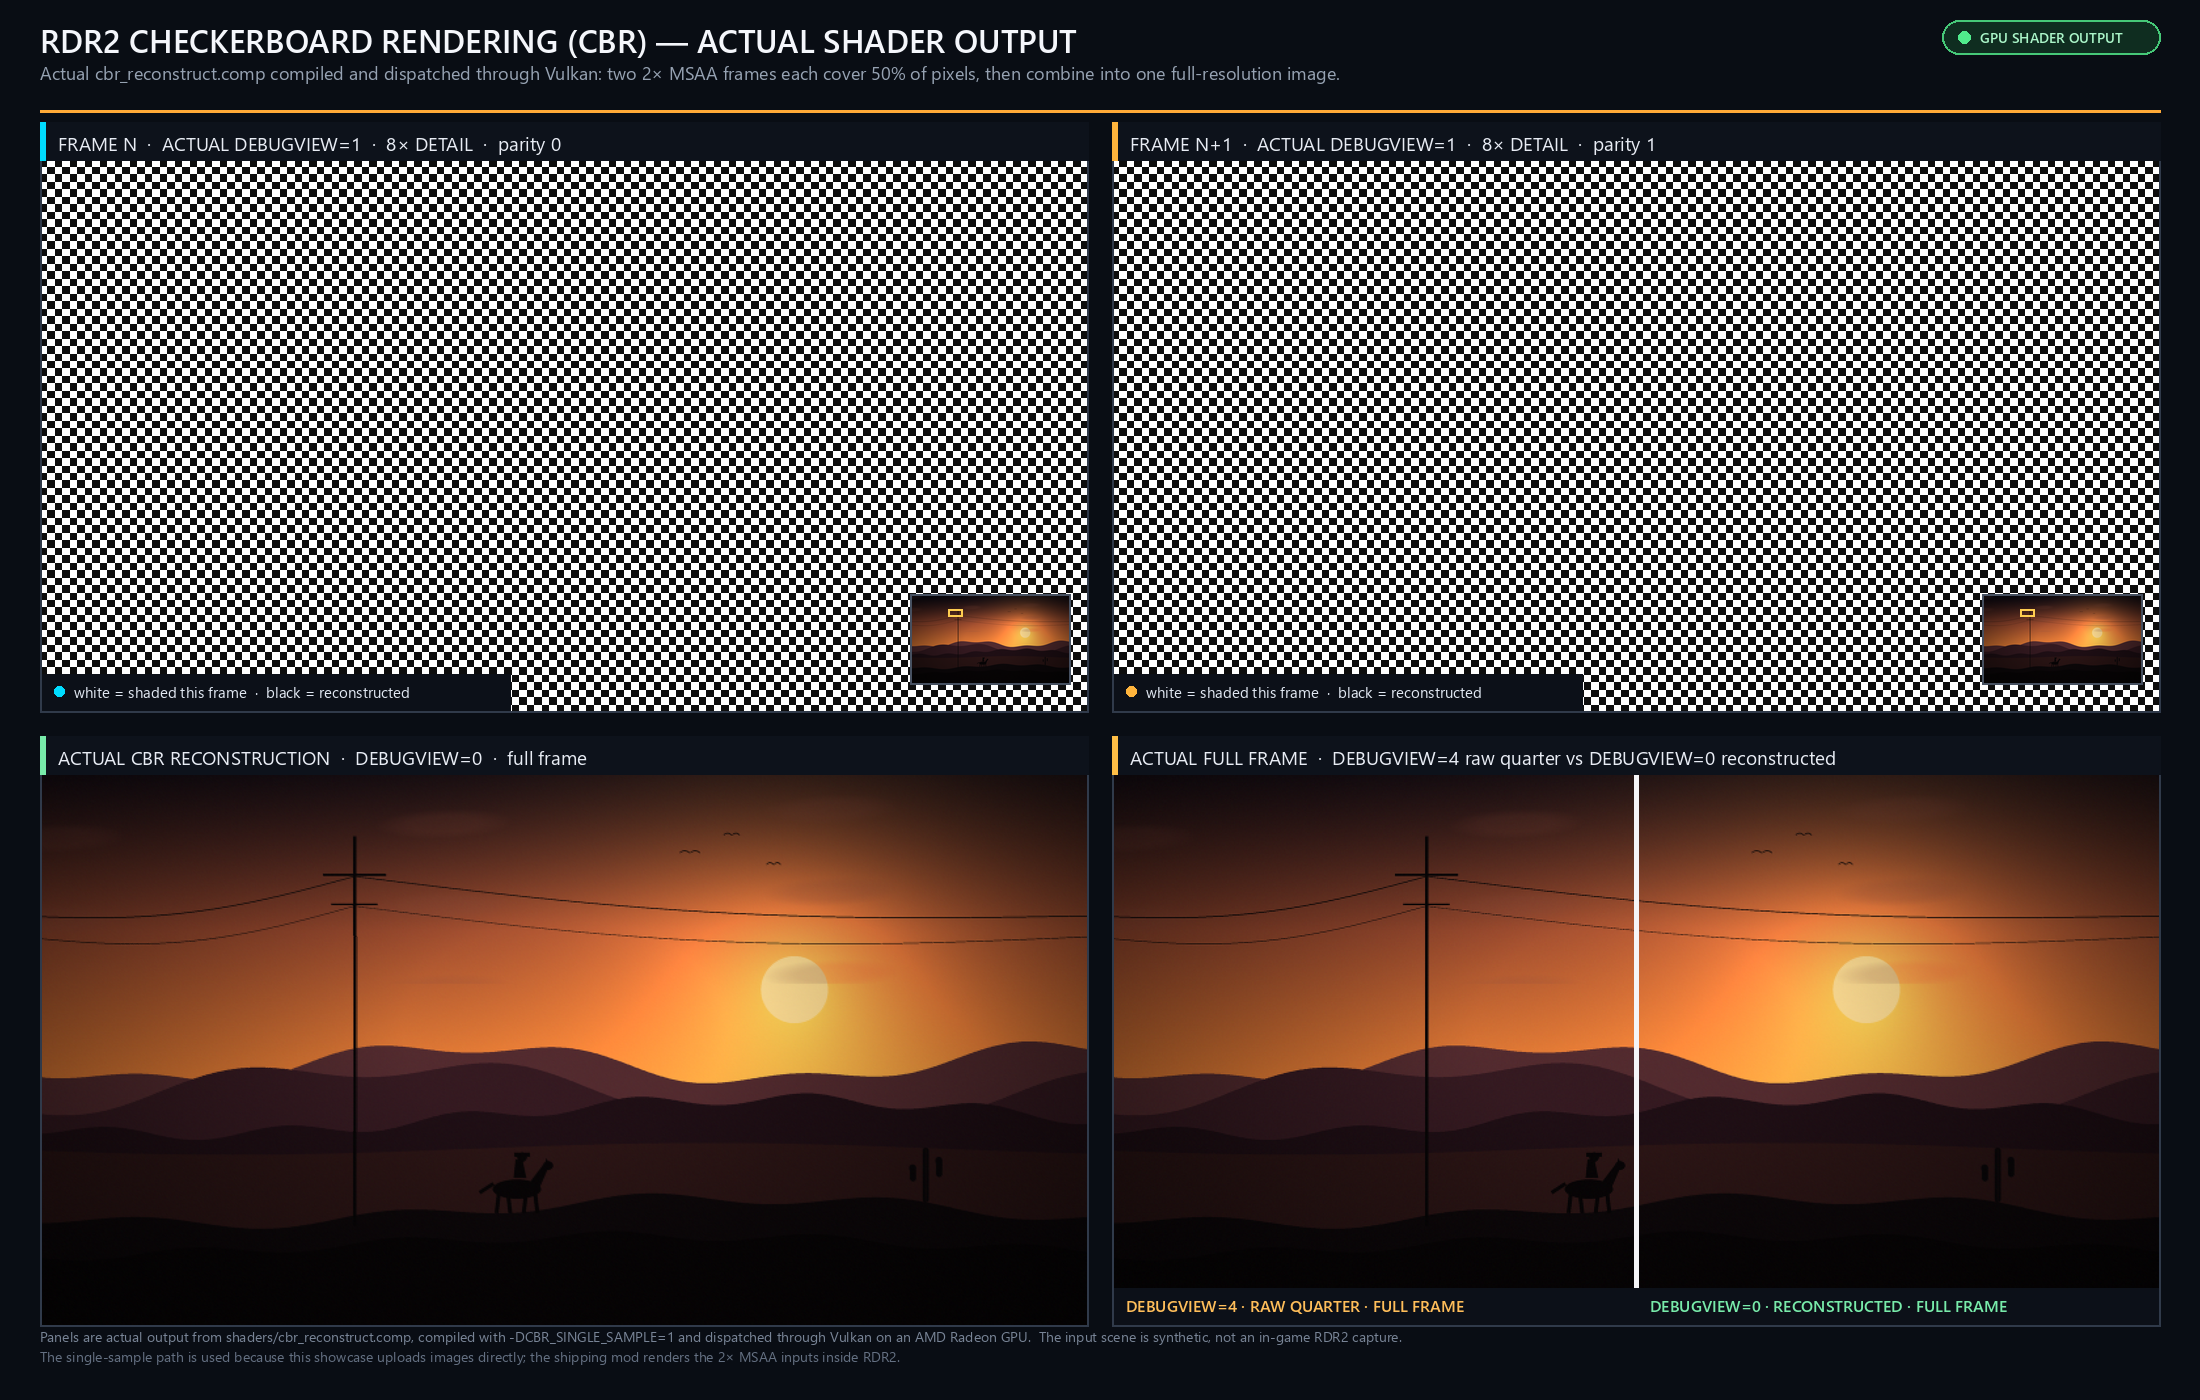 RDR2 CHECKERBOARD RENDERING (CBR) — ACTUAL SHADER OUTPUT
GPU SHADER OUTPUT
Actual cbr_reconstruct.comp compiled and dispatched through Vulkan: two 2× MSAA frames each cover 50% of pixels, then combine into one full-resolution image.
FRAME N · ACTUAL DEBUGVIEW=1 · 8× DETAIL · parity 0
FRAME N+1 · ACTUAL DEBUGVIEW=1 · 8× DETAIL · parity 1
white = shaded this frame · black = reconstructed
white = shaded this frame · black = reconstructed
ACTUAL CBR RECONSTRUCTION · DEBUGVIEW=0 · full frame
ACTUAL FULL FRAME · DEBUGVIEW=4 raw quarter vs DEBUGVIEW=0 reconstructed
DEBUGVIEW=4 · RAW QUARTER · FULL FRAME
DEBUGVIEW=0 · RECONSTRUCTED · FULL FRAME
Panels are actual output from shaders/cbr_reconstruct.comp, compiled with -DCBR_SINGLE_SAMPLE=1 and dispatched through Vulkan on an AMD Radeon GPU. The input scene is synthetic, not an in-game RDR2 capture.
The single-sample path is used because this showcase uploads images directly; the shipping mod renders the 2× MSAA inputs inside RDR2.